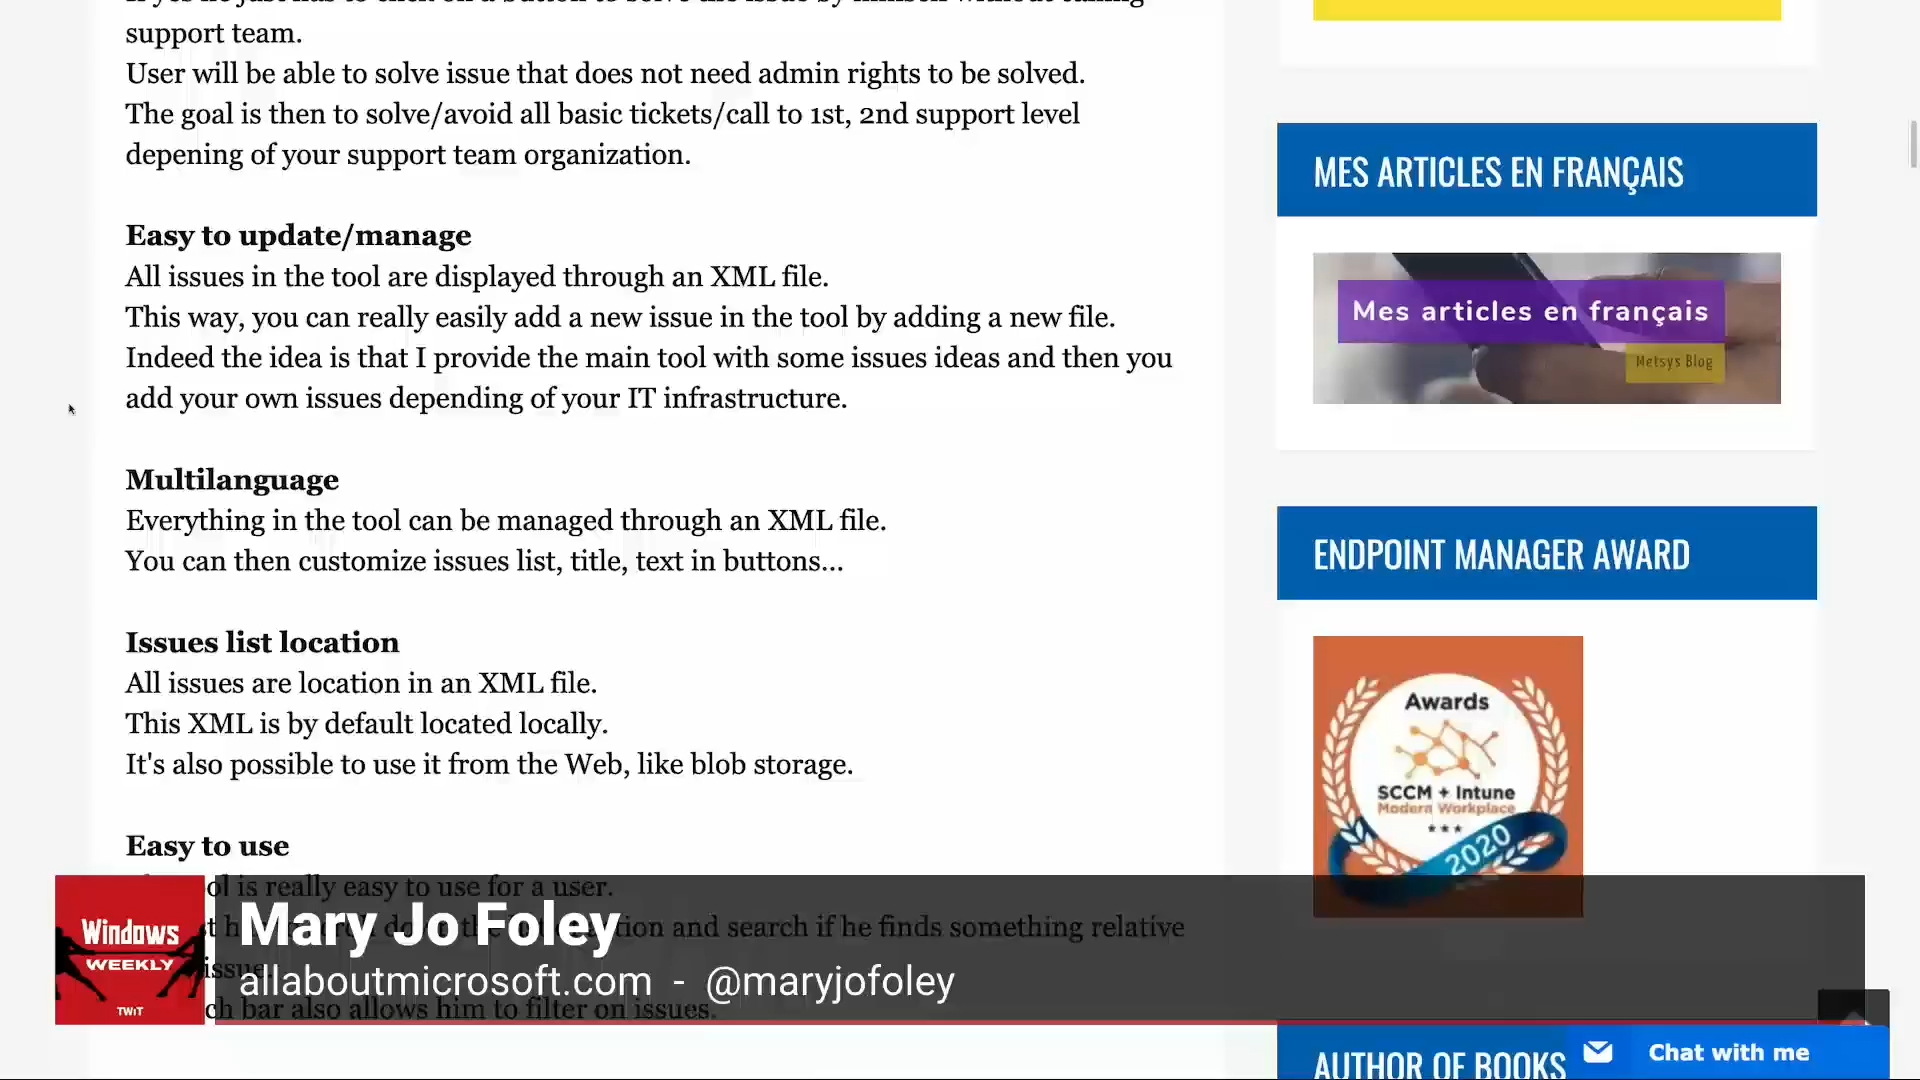 support team.
User will be able to solve issue that does not need admin rights to be solved.
The goal is then to solve/avoid all basic tickets/call to 1st, 2nd support level
depening of your support team organization.
Easy to update/manage
All issues in the tool are displayed through an XML file.
This way, you can really easily add a new issue in the tool by adding a new file.
Indeed the idea is that I provide the main tool with some issues ideas and then you
add your own issues depending of your IT infrastructure.
Multilanguage
Everything in the tool can be managed through an XML file.
You can then customize issues list, title, text in buttons...
Issues list location
All issues are location in an XML file.
This XML is by default located locally.
It's also possible to use it from the Web, like blob storage.
Easy to use
is really easy to use for a user.
and search if he finds something relative
issue.
bar also allows him to filter on issues.
MES ARTICLES EN FRANÇAIS
Mes articles en français
Metsys Blog
ENDPOINT MANAGER AWARD
Awards
SCCM + Intune
Modern Workplace
2020
AUTHOR OF BOOKS
Chat with me
Windows
WEEKLY
TWiT
Mary Jo Foley
allaboutmicrosoft.com - @maryjofoley